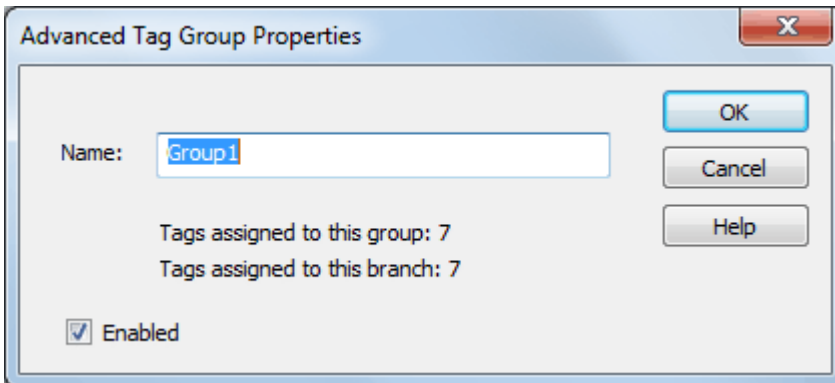 Advanced Tag Group Properties
OK
Name: Group1
Cancel
Help
Tags assigned to this group: 7
Tags assigned to this branch: 7
Enabled